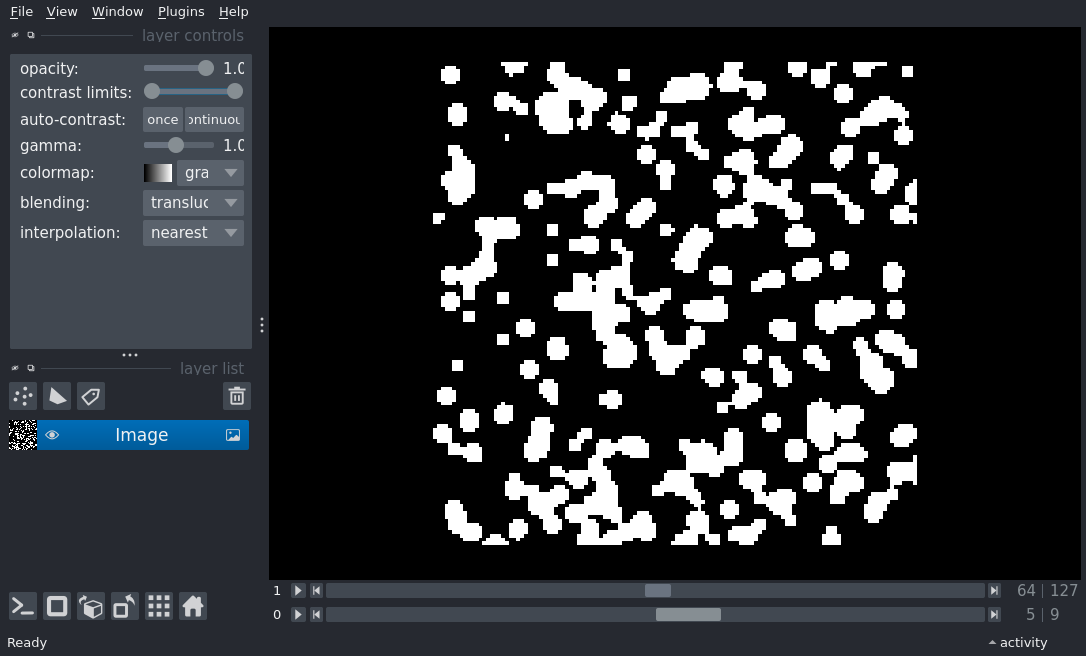 File View Window Plugins Help
layer controls
opacity: 1.0
contrast limits:
auto-contrast: once ontinuou
gamma: 1.0
colormap: gra
blending: transluc
interpolation: nearest
layer list
Image
1 64 | 127
0 5 | 9
Ready activity